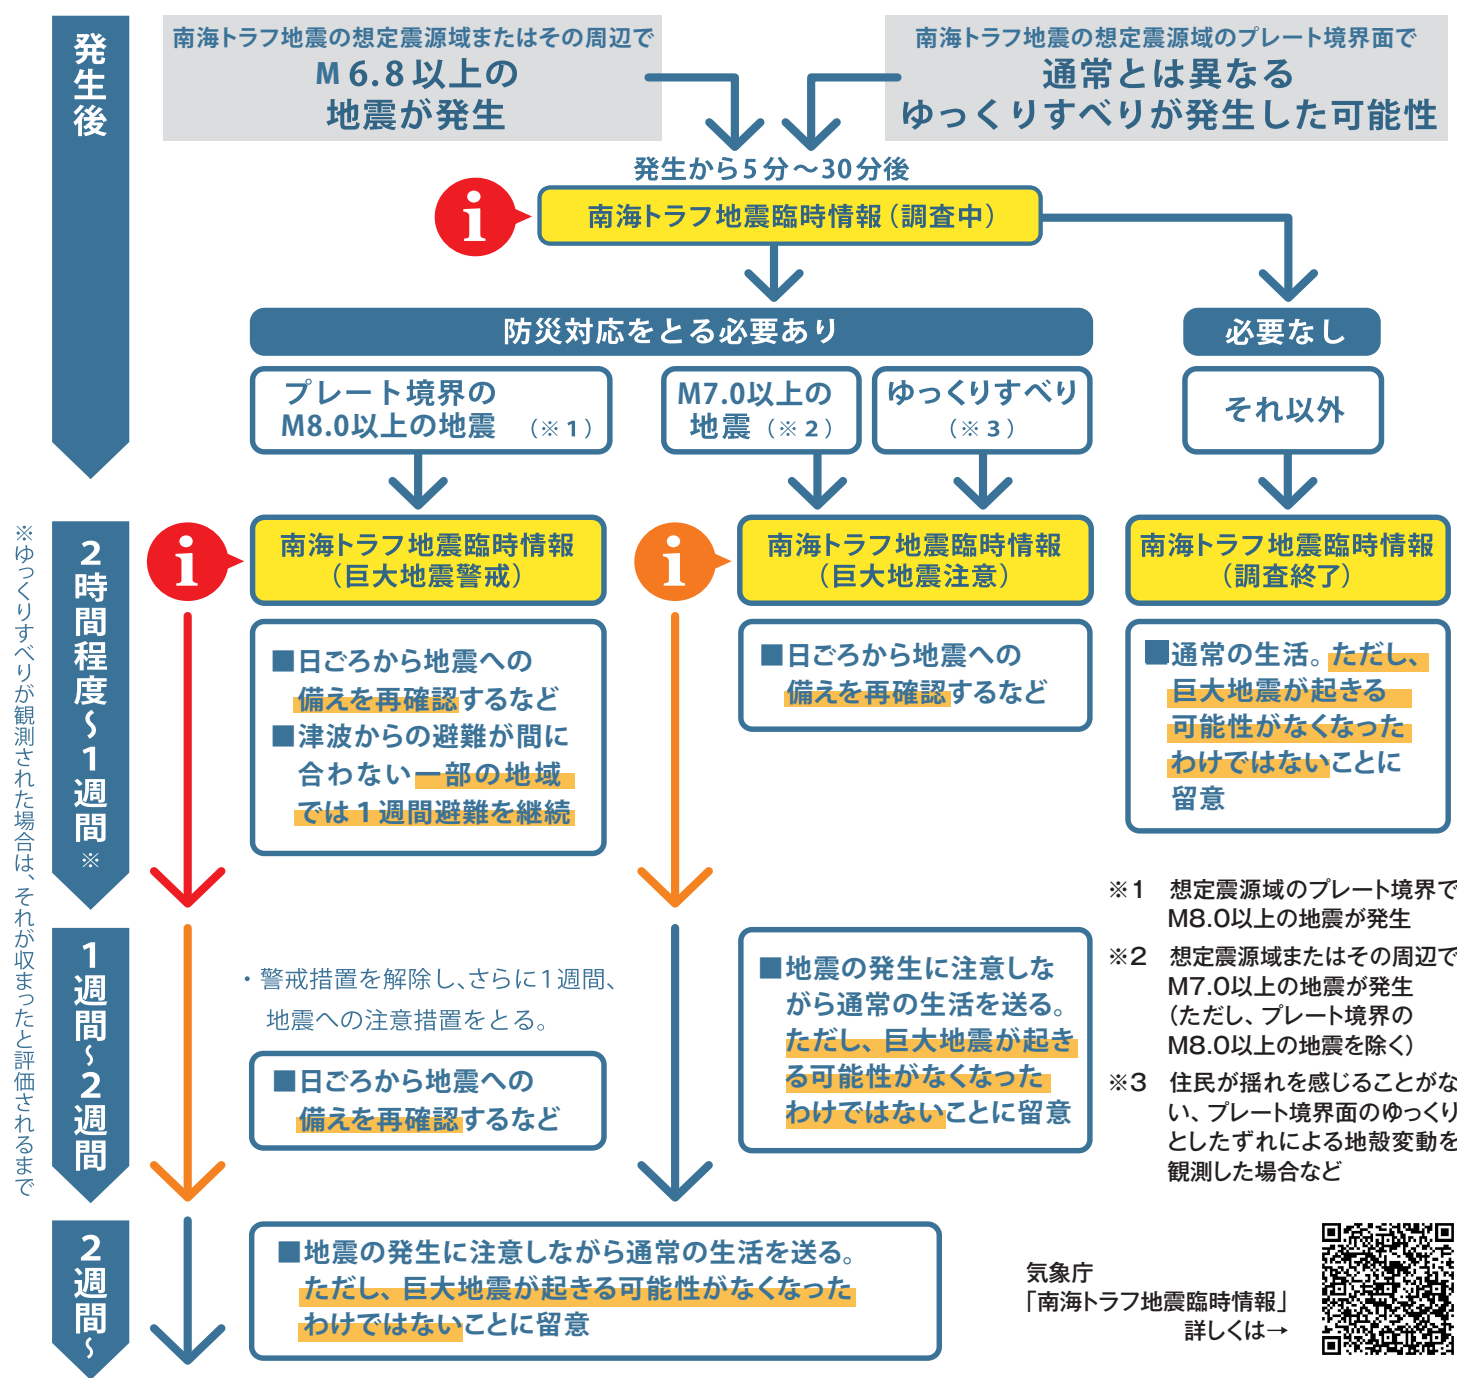 発生後
南海トラフ地震の想定震源域またはその周辺で
M 6.8 以上の
地震が発生
南海トラフ地震の想定震源域のプレート境界面で
通常とは異なる
ゆっくりすべりが発生した可能性
発生から5分～30分後
i
南海トラフ地震臨時情報（調査中）
防災対応をとる必要あり
必要なし
プレート境界の
M8.0以上の地震 （※1）
M7.0以上の
地震（※2）
ゆっくりすべり
（※3）
それ以外
2時間程度～1週間※
※ゆっくりすべりが観測された場合は、それが収まったと評価されるまで
i
南海トラフ地震臨時情報
（巨大地震警戒）
■日ごろから地震への
備えを再確認するなど
■津波からの避難が間に
合わない一部の地域
では1週間避難を継続
i
南海トラフ地震臨時情報
（巨大地震注意）
■日ごろから地震への
備えを再確認するなど
南海トラフ地震臨時情報
（調査終了）
■通常の生活。ただし、
巨大地震が起きる
可能性がなくなった
わけではないことに
留意
1週間～2週間
・警戒措置を解除し、さらに1週間、
地震への注意措置をとる。
■日ごろから地震への
備えを再確認するなど
■地震の発生に注意しな
がら通常の生活を送る。
ただし、巨大地震が起き
る可能性がなくなった
わけではないことに留意
※1 想定震源域のプレート境界で
M8.0以上の地震が発生
※2 想定震源域またはその周辺で
M7.0以上の地震が発生
（ただし、プレート境界の
M8.0以上の地震を除く）
※3 住民が揺れを感じることがな
い、プレート境界面のゆっくり
としたずれによる地殻変動を
観測した場合など
2週間～
■地震の発生に注意しながら通常の生活を送る。
ただし、巨大地震が起きる可能性がなくなった
わけではないことに留意
気象庁
「南海トラフ地震臨時情報」
詳しくは→